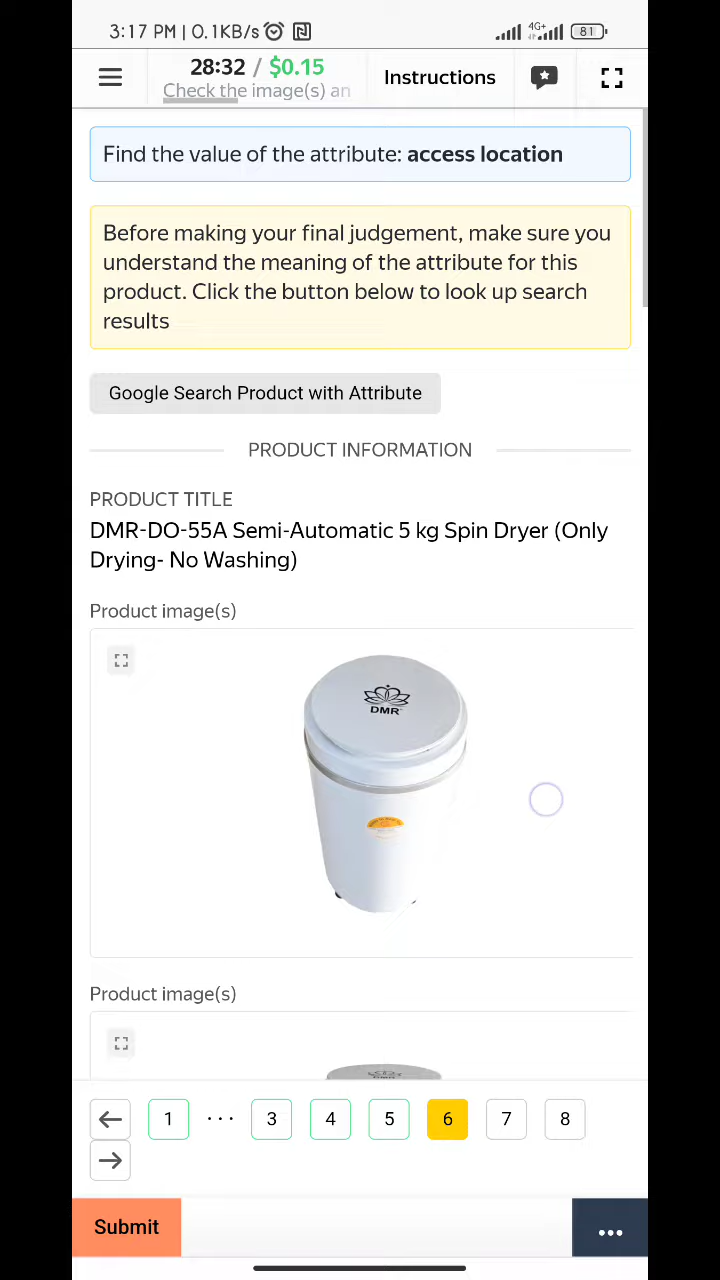 3:17 PM | 0.1KB/s
4G+
81
28:32 / $0.15
Check the image(s) an
Instructions
Find the value of the attribute: access location
Before making your final judgement, make sure you
understand the meaning of the attribute for this
product. Click the button below to look up search
results
Google Search Product with Attribute
PRODUCT INFORMATION
PRODUCT TITLE
DMR-DO-55A Semi-Automatic 5 kg Spin Dryer (Only
Drying- No Washing)
Product image(s)
DMR
Product image(s)
1 ... 3 4 5 6 7 8
Submit